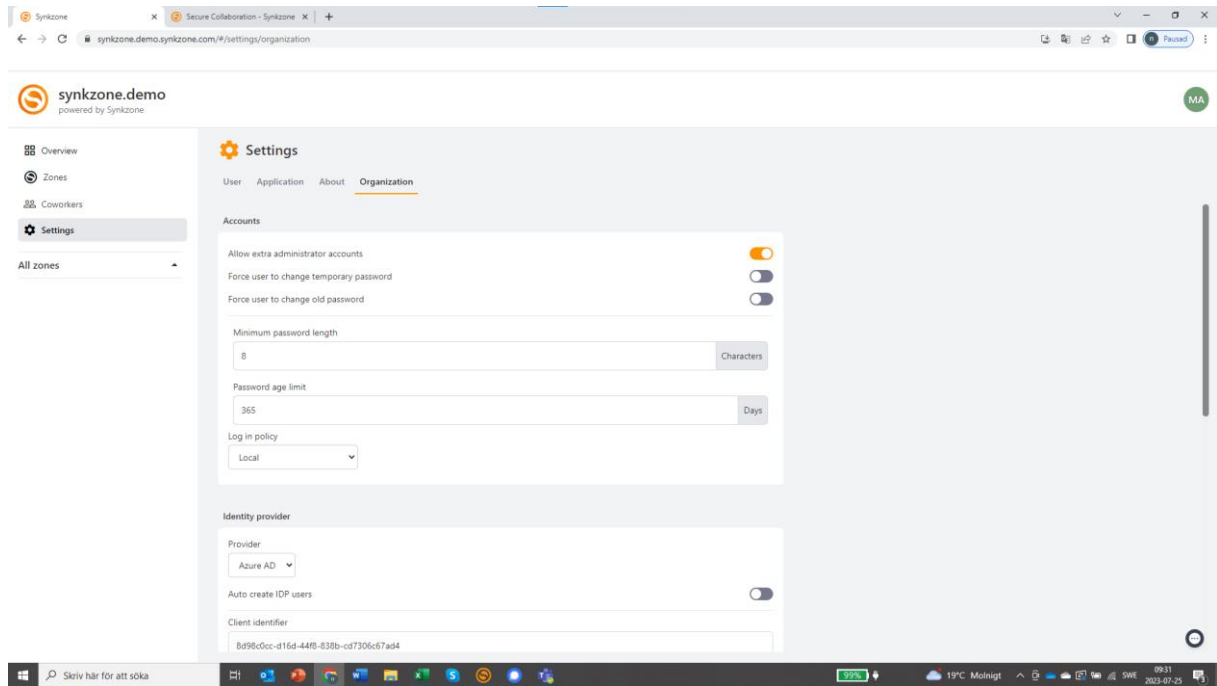 Synkzone
Secure Collaboration - Synkzone
synkzone.demo.synkzone.com/#/settings/organization
n
Paused
synkzone.demo
powered by Synkzone
MA
Overview
Zones
Coworkers
Settings
All zones
Settings
User Application About Organization
Accounts
Allow extra administrator accounts
Force user to change temporary password
Force user to change old password
Minimum password length
8 Characters
Password age limit
365 Days
Log in policy
Local
Identity provider
Provider
Azure AD
Auto create IDP users
Client identifier
8d98c0cc-d16d-44f8-838b-cd7306c67ad4
Skriv här för att söka
99%
19°C Molnigt
SWE
09:31
2023-07-25